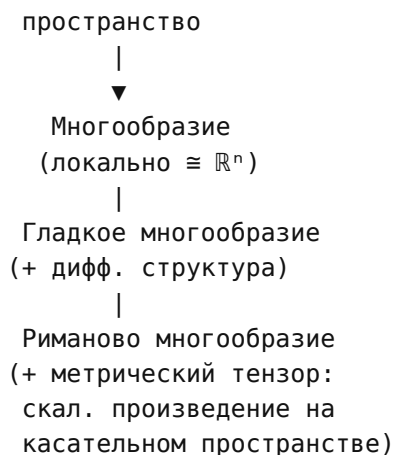 пространство
|
▼
Многообразие
(локально ≅ ℝⁿ)
|
Гладкое многообразие
(+ дифф. структура)
|
Риманово многообразие
(+ метрический тензор:
скал. произведение на
касательном пространстве)